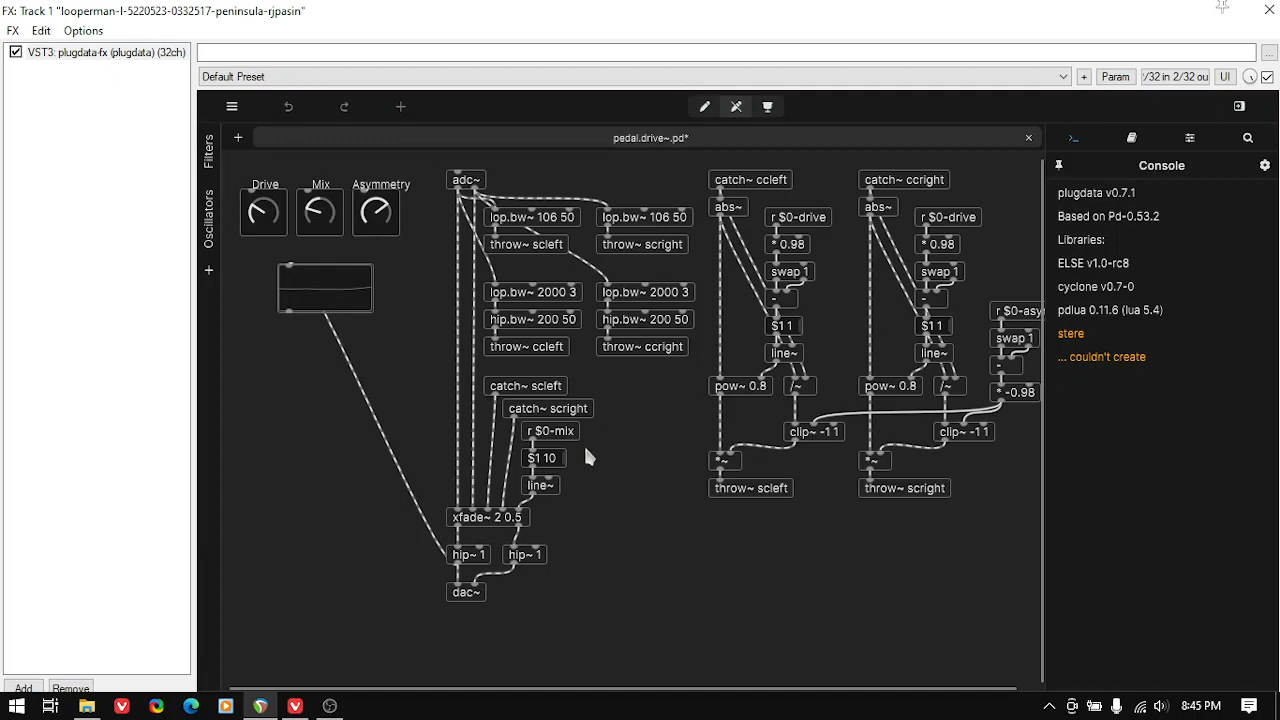 FX: Track 1 "looperman-l-5220523-0332517-peninsula-rjpasin"
FX Edit Options
VST3: plugdata-fx (plugdata) (32ch)
...
Default Preset
+ Param /32 in 2/32 ou UI
Filters
Oscillators
+
+ pedal.drive~.pd*
Drive Mix Asymmetry
adc~
lop.bw~ 106 50 lop.bw~ 106 50
throw~ scleft throw~ scright
lop.bw~ 2000 3 lop.bw~ 2000 3
hip.bw~ 200 50 hip.bw~ 200 50
throw~ ccleft throw~ ccright
catch~ scleft
catch~ scright
r $0-mix
$1 10
line~
xfade~ 2 0.5
hip~ 1 hip~ 1
dac~
catch~ ccleft
abs~
r $0-drive
* 0.98
swap 1
-
$1 1
line~
pow~ 0.8 /~
clip~ -1 1
*~
throw~ scleft
catch~ ccright
abs~
r $0-drive
* 0.98
swap 1
-
$1 1
line~
pow~ 0.8 /~
clip~ -1 1
*~
throw~ scright
r $0-asy
swap 1
-
* -0.98
Console
plugdata v0.7.1
Based on Pd-0.53.2
Libraries:
ELSE v1.0-rc8
cyclone v0.7-0
pdlua 0.11.6 (lua 5.4)
stere
... couldn't create
Add Remove
8:45 PM